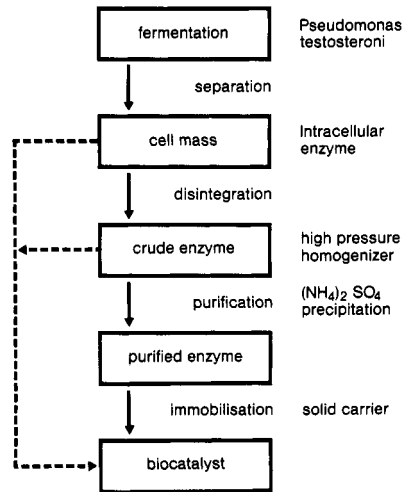 fermentation
Pseudomonas
testosteroni
separation
cell mass
Intracellular
enzyme
disintegration
crude enzyme
high pressure
homogenizer
purification
(NH4)2 SO4
precipitation
purified enzyme
immobilisation
solid carrier
biocatalyst